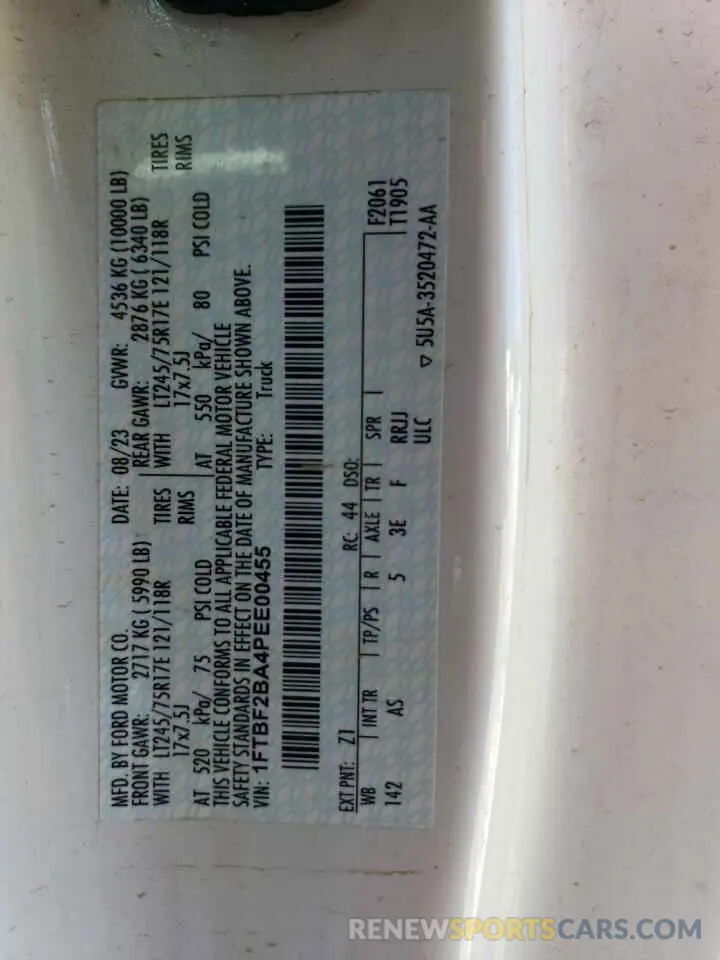 MFD. BY FORD MOTOR CO.
DATE: 08/23 GVWR: 4536 KG (10000 LB)
FRONT GAWR: 2717 KG ( 5990 LB) REAR GAWR: 2876 KG ( 6340 LB)
WITH LT245/75R17E 121/118R TIRES WITH LT245/75R17E 121/118R TIRES
17x7.5J RIMS 17x7.5J RIMS
AT 520 kPa/ 75 PSI COLD AT 550 kPa/ 80 PSI COLD
THIS VEHICLE CONFORMS TO ALL APPLICABLE FEDERAL MOTOR VEHICLE
SAFETY STANDARDS IN EFFECT ON THE DATE OF MANUFACTURE SHOWN ABOVE.
VIN: 1FTBF2BA4PEE00455 TYPE: Truck
EXT PNT: Z1 RC: 44 DSO:
WB INT TR TP/PS R AXLE TR SPR F2061
142 AS 5 3E F RRJJ T1905
ULC ▽ 5U5A-3520472-AA
RENEWSPORTSCARS.COM